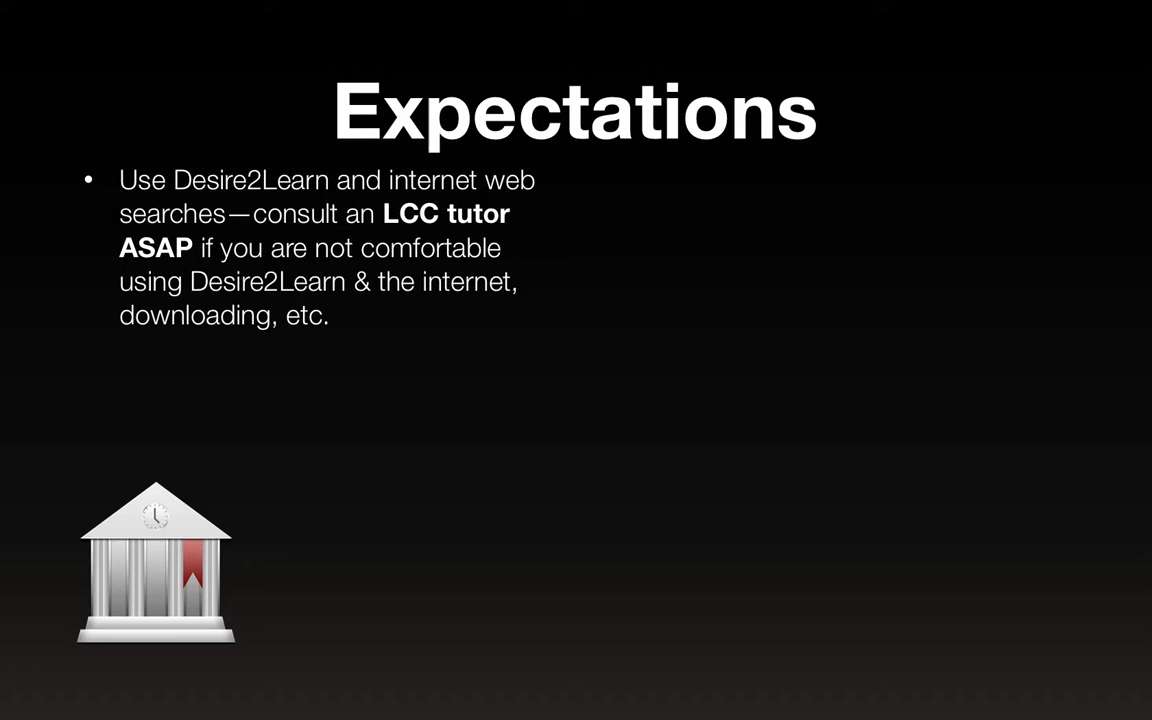 Expectations
• Use Desire2Learn and internet web
searches—consult an LCC tutor
ASAP if you are not comfortable
using Desire2Learn & the internet,
downloading, etc.